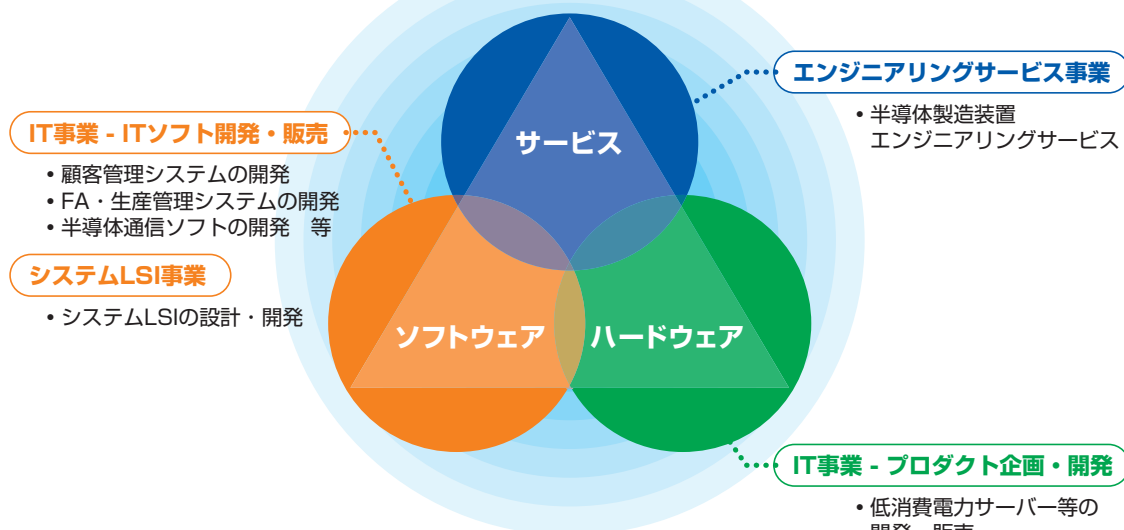 サービス
エンジニアリングサービス事業
• 半導体製造装置
エンジニアリングサービス
IT事業 - ITソフト開発・販売
• 顧客管理システムの開発
• FA・生産管理システムの開発
• 半導体通信ソフトの開発　等
システムLSI事業
• システムLSIの設計・開発
ソフトウェア
ハードウェア
IT事業 - プロダクト企画・開発
• 低消費電力サーバー等の
開発・販売